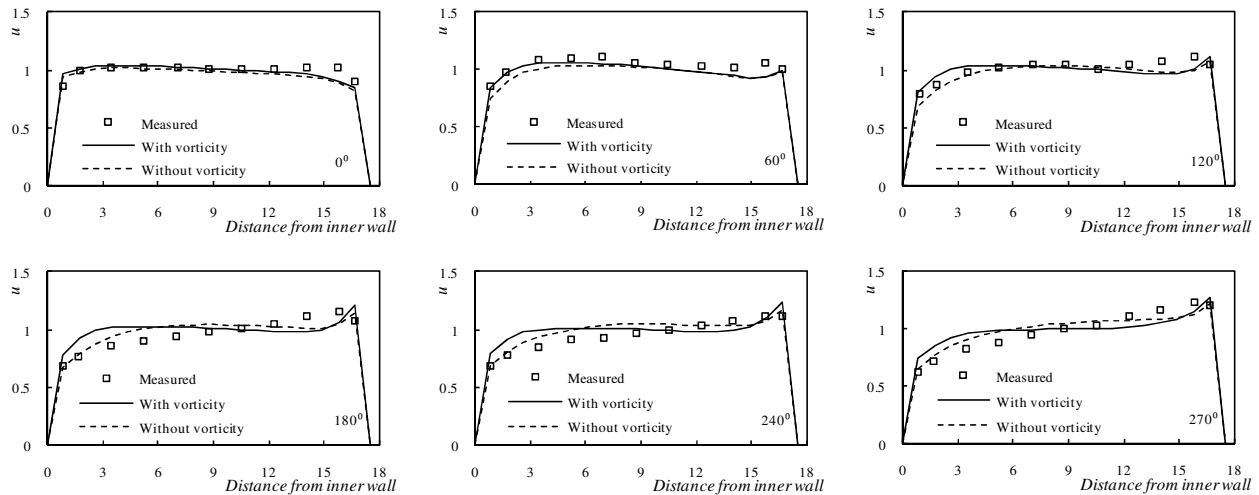 1.5
u
1
0.5
0
Measured
With vorticity
Without vorticity
0⁰
0 3 6 9 12 15 18
Distance from inner wall
1.5
u
1
0.5
0
Measured
With vorticity
Without vorticity
60⁰
0 3 6 9 12 15 18
Distance from inner wall
1.5
u
1
0.5
0
Measured
With vorticity
Without vorticity
120⁰
0 3 6 9 12 15 18
Distance from inner wall
1.5
u
1
0.5
0
Measured
With vorticity
Without vorticity
180⁰
0 3 6 9 12 15 18
Distance from inner wall
1.5
u
1
0.5
0
Measured
With vorticity
Without vorticity
240⁰
0 3 6 9 12 15 18
Distance from inner wall
1.5
u
1
0.5
0
Measured
With vorticity
Without vorticity
270⁰
0 3 6 9 12 15 18
Distance from inner wall